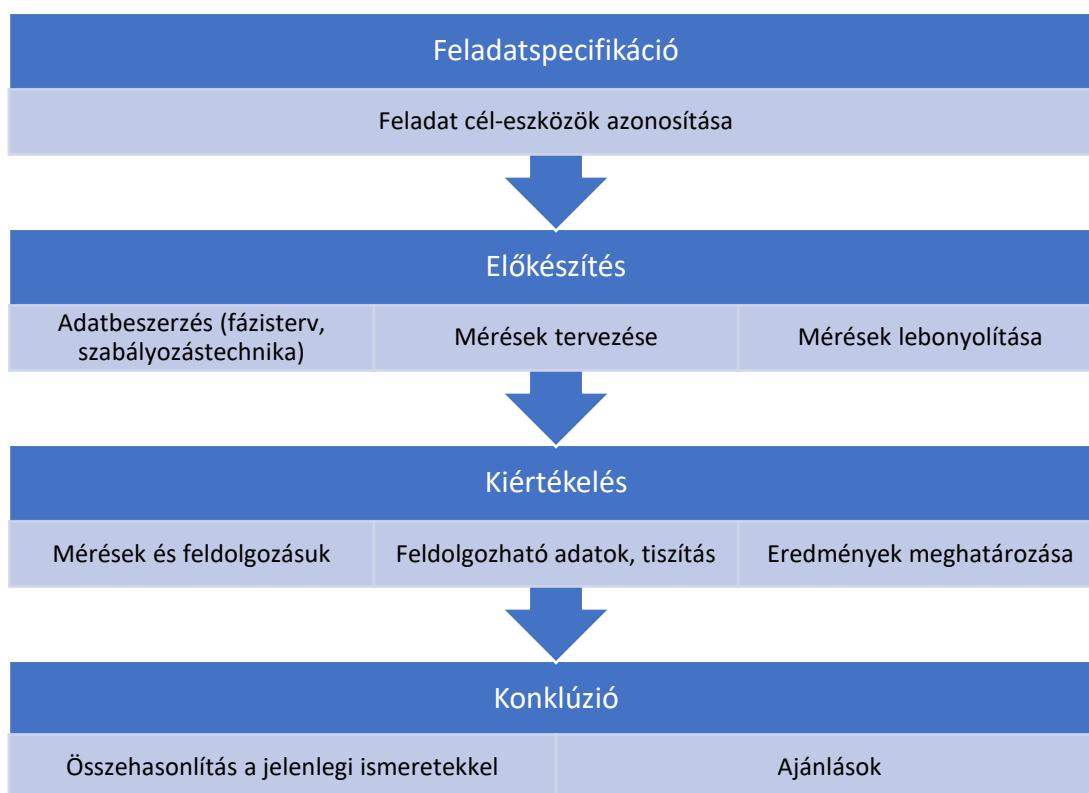 Feladatspecifikáció
Feladat cél-eszközök azonosítása
Előkészítés
Adatbeszerzés (fázisterv,
szabályozástechnika)
Mérések tervezése
Mérések lebonyolítása
Kiértékelés
Mérések és feldolgozásuk
Feldolgozható adatok, tiszítás
Eredmények meghatározása
Konklúzió
Összehasonlítás a jelenlegi ismeretekkel
Ajánlások